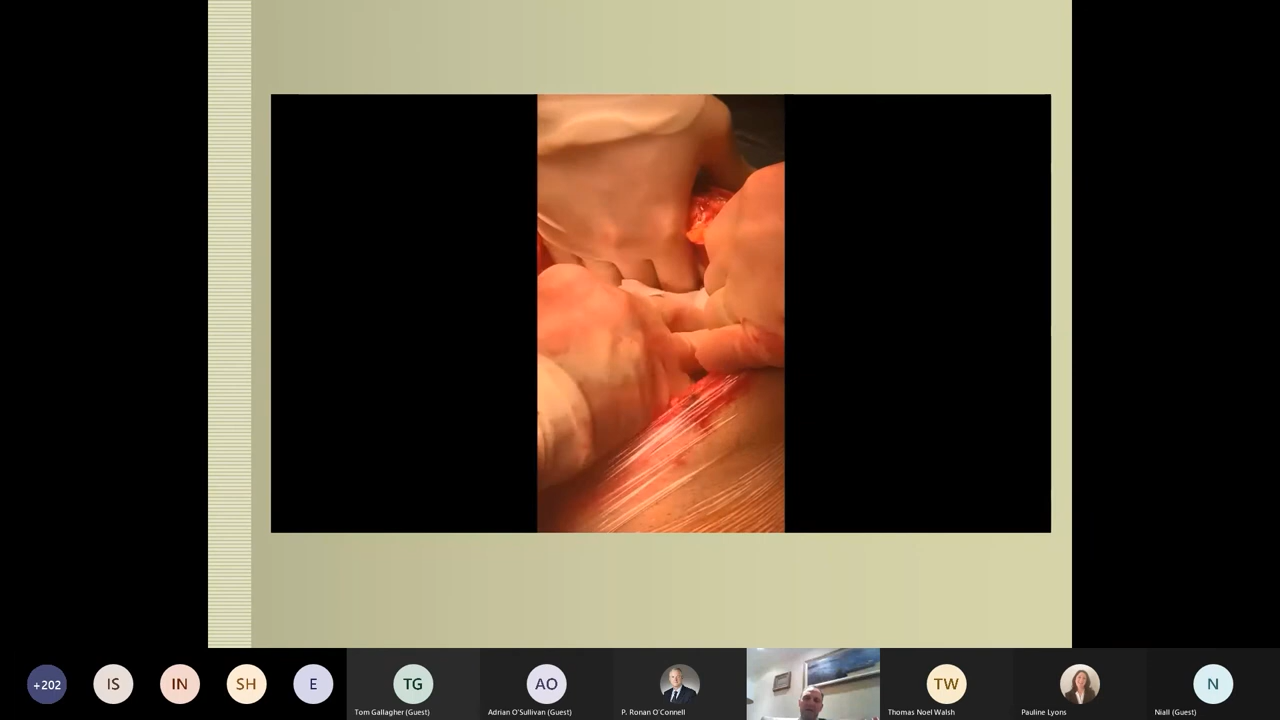 +202
IS
IN
SH
E
TG
AO
TW
N
Tom Gallagher (Guest)
Adrian O'Sullivan (Guest)
P. Ronan O'Connell
Thomas Noel Walsh
Pauline Lyons
Niall (Guest)